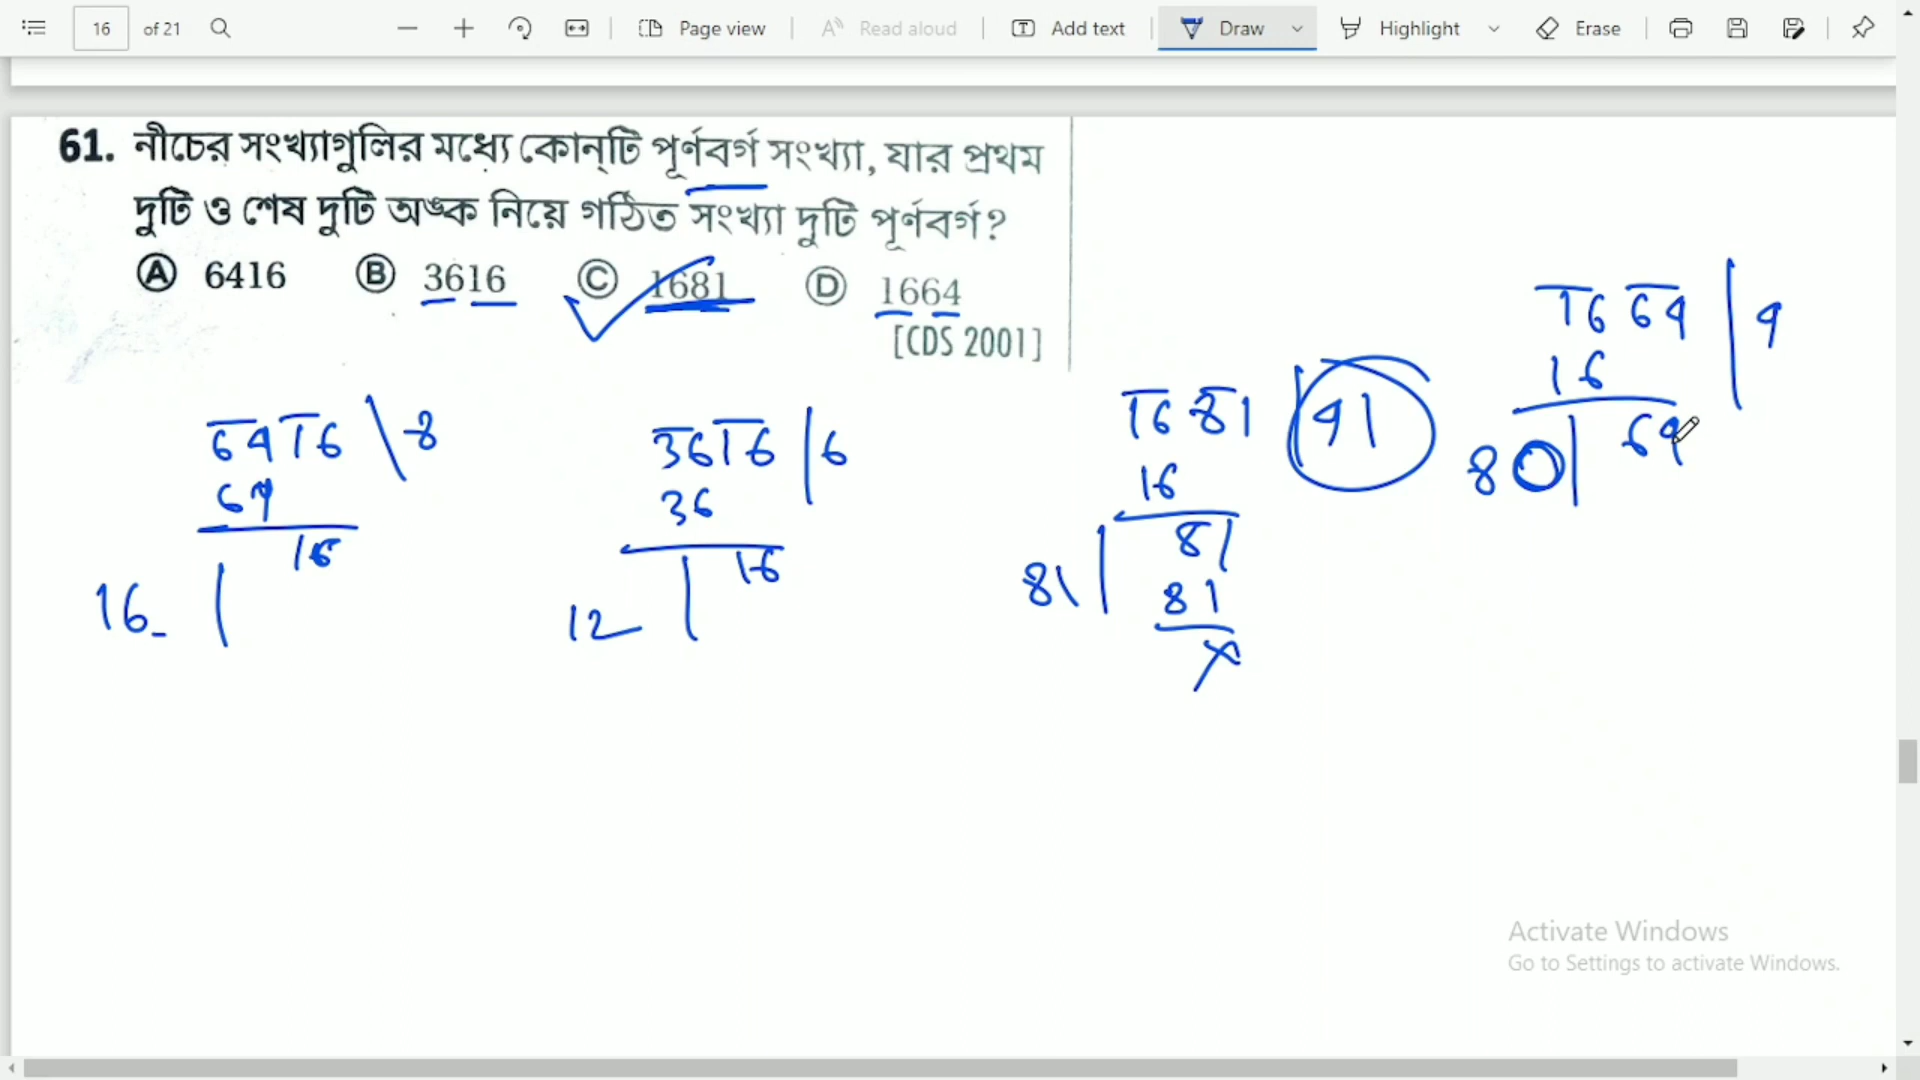 16 of 21 Page view Read aloud Add text Draw Highlight Erase
61. নীচের সংখ্যাগুলির মধ্যে কোন্‌টি পূর্ণবর্গ সংখ্যা, যার প্রথম
দুটি ও শেষ দুটি অঙ্ক নিয়ে গঠিত সংখ্যা দুটি পূর্ণবর্গ?
A 6416 B 3616 C 1681 D 1664
[CDS 2001]
6416 8
64
16
16
3616 6
36
16
12
1681 41
16
81
81
81
1664 4
16
64
80
Activate Windows
Go to Settings to activate Windows.